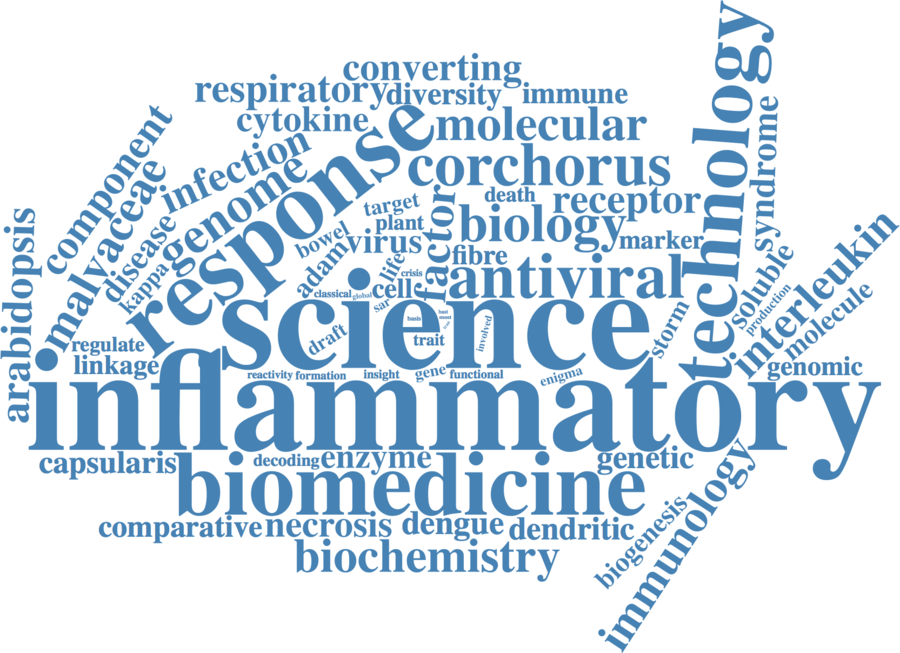 technology
converting
respiratory
diversity
immune
cytokine
molecular
response
component
infection
corchorus
syndrome
malvaceae
genome
death
receptor
target
arabidopsis
disease
plant
factor
biology
marker
bowel
virus
kappa
adam
fibre
interleukin
life
crisis
antiviral
soluble
classical
global
cell
production
molecule
sar
science
basis
involved
storm
draft
trait
regulate
linkage
genomic
reactivity
formation
insight
gene
functional
enigma
inflammatory
capsularis
decoding
enzyme
genetic
biomedicine
immunology
biogenesis
comparative
necrosis
dengue
dendritic
biochemistry